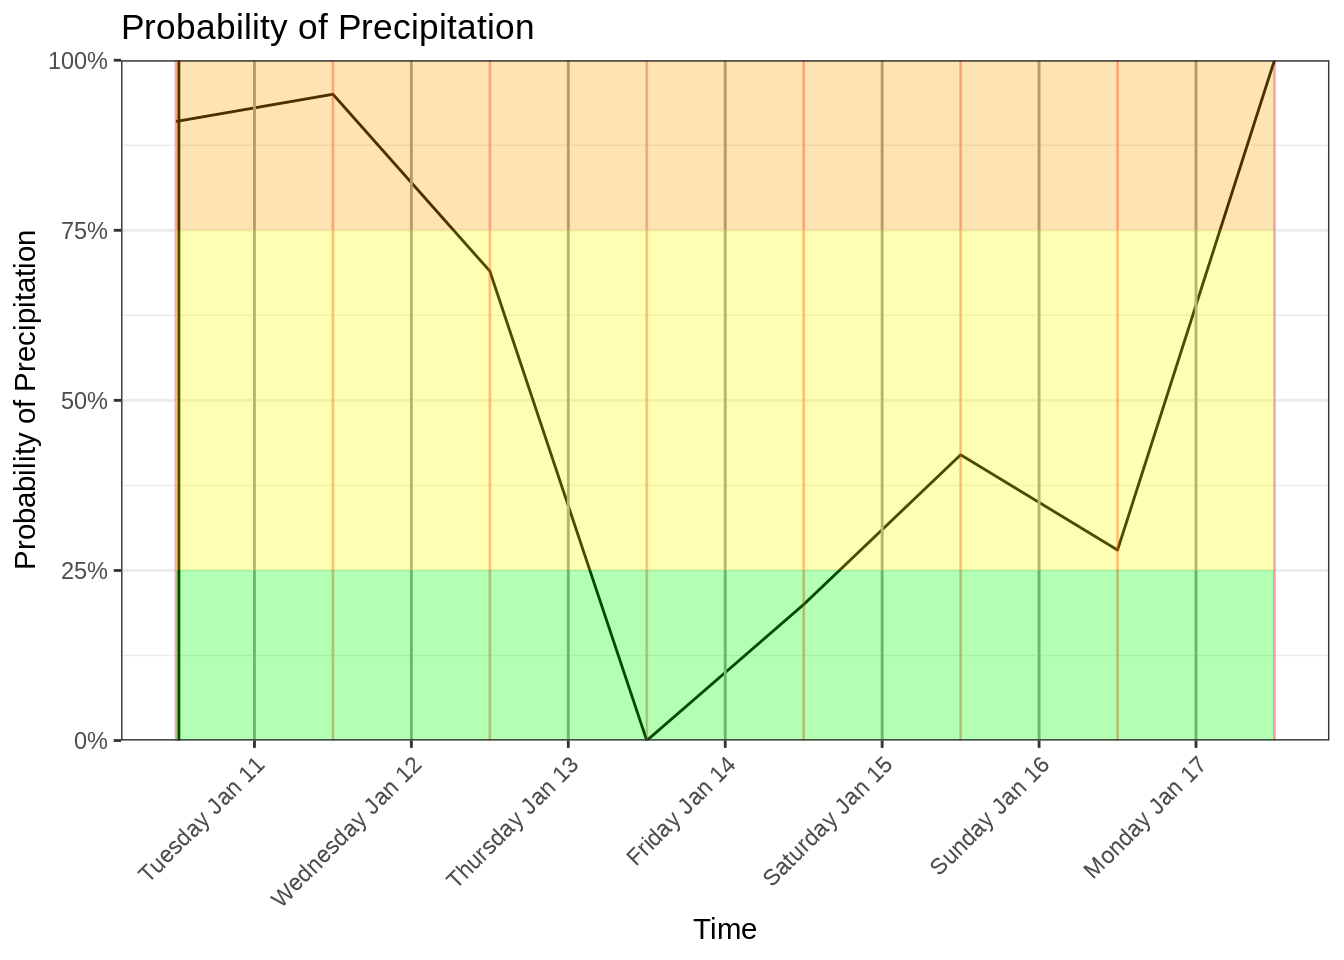 Probability of Precipitation
Probability of Precipitation
100%
75%
50%
25%
0%
Tuesday Jan 11
Wednesday Jan 12
Thursday Jan 13
Friday Jan 14
Saturday Jan 15
Sunday Jan 16
Monday Jan 17
Time